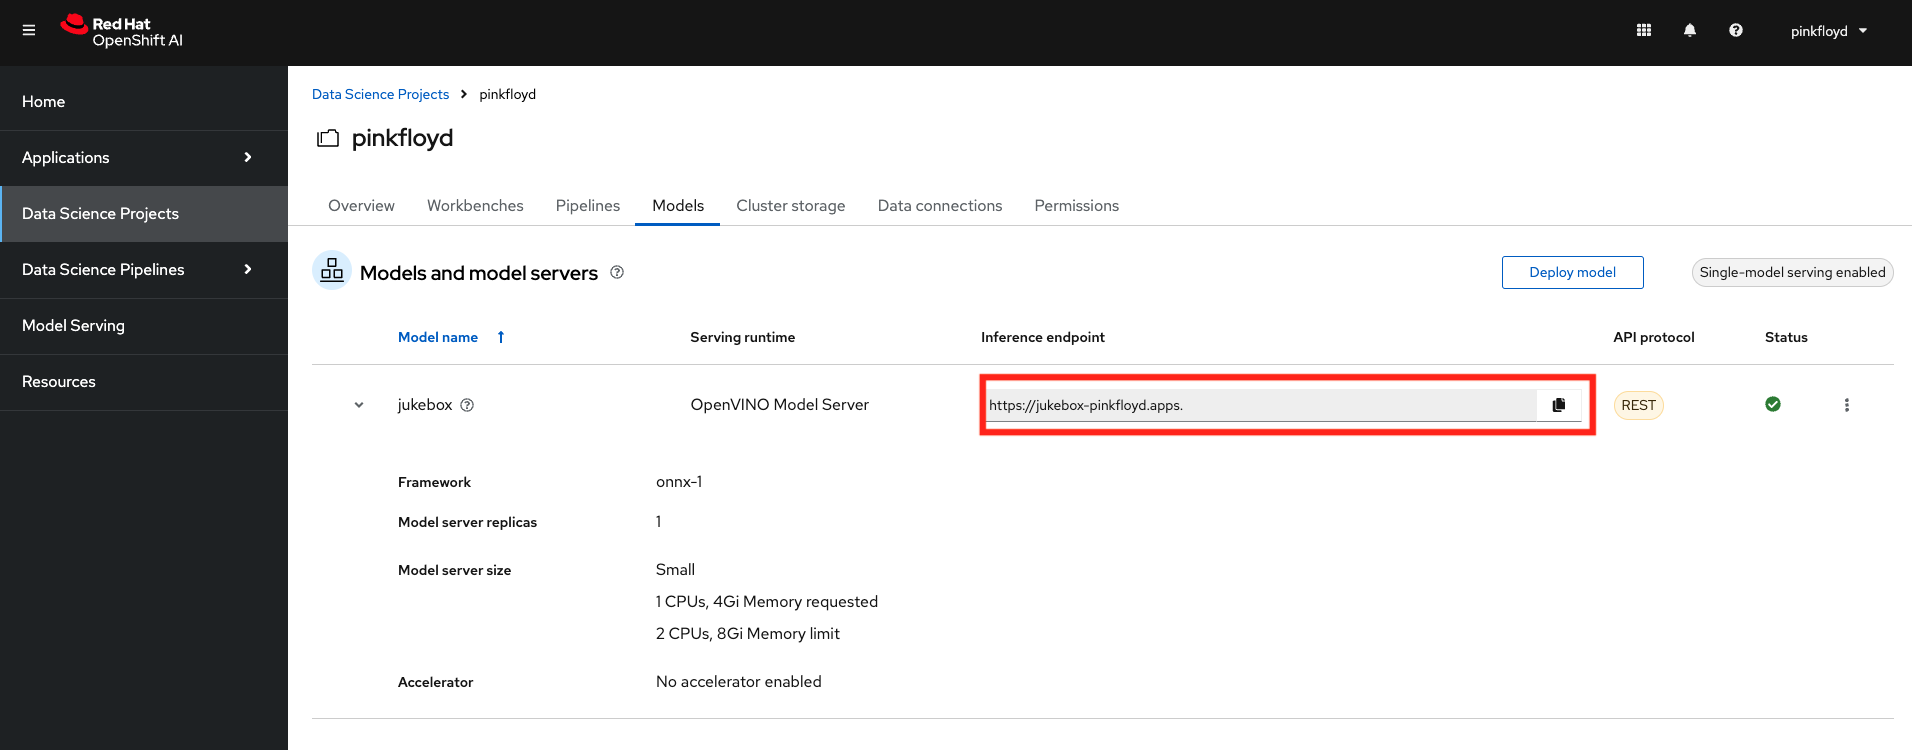 Red Hat
OpenShift AI
pinkfloyd
Home
Applications
Data Science Projects
Data Science Pipelines
Model Serving
Resources
Data Science Projects > pinkfloyd
pinkfloyd
Overview Workbenches Pipelines Models Cluster storage Data connections Permissions
Models and model servers
Deploy model
Single-model serving enabled
Model name Serving runtime Inference endpoint API protocol Status
jukebox OpenVINO Model Server https://jukebox-pinkfloyd.apps. REST
Framework onnx-1
Model server replicas 1
Model server size Small
1 CPUs, 4Gi Memory requested
2 CPUs, 8Gi Memory limit
Accelerator No accelerator enabled